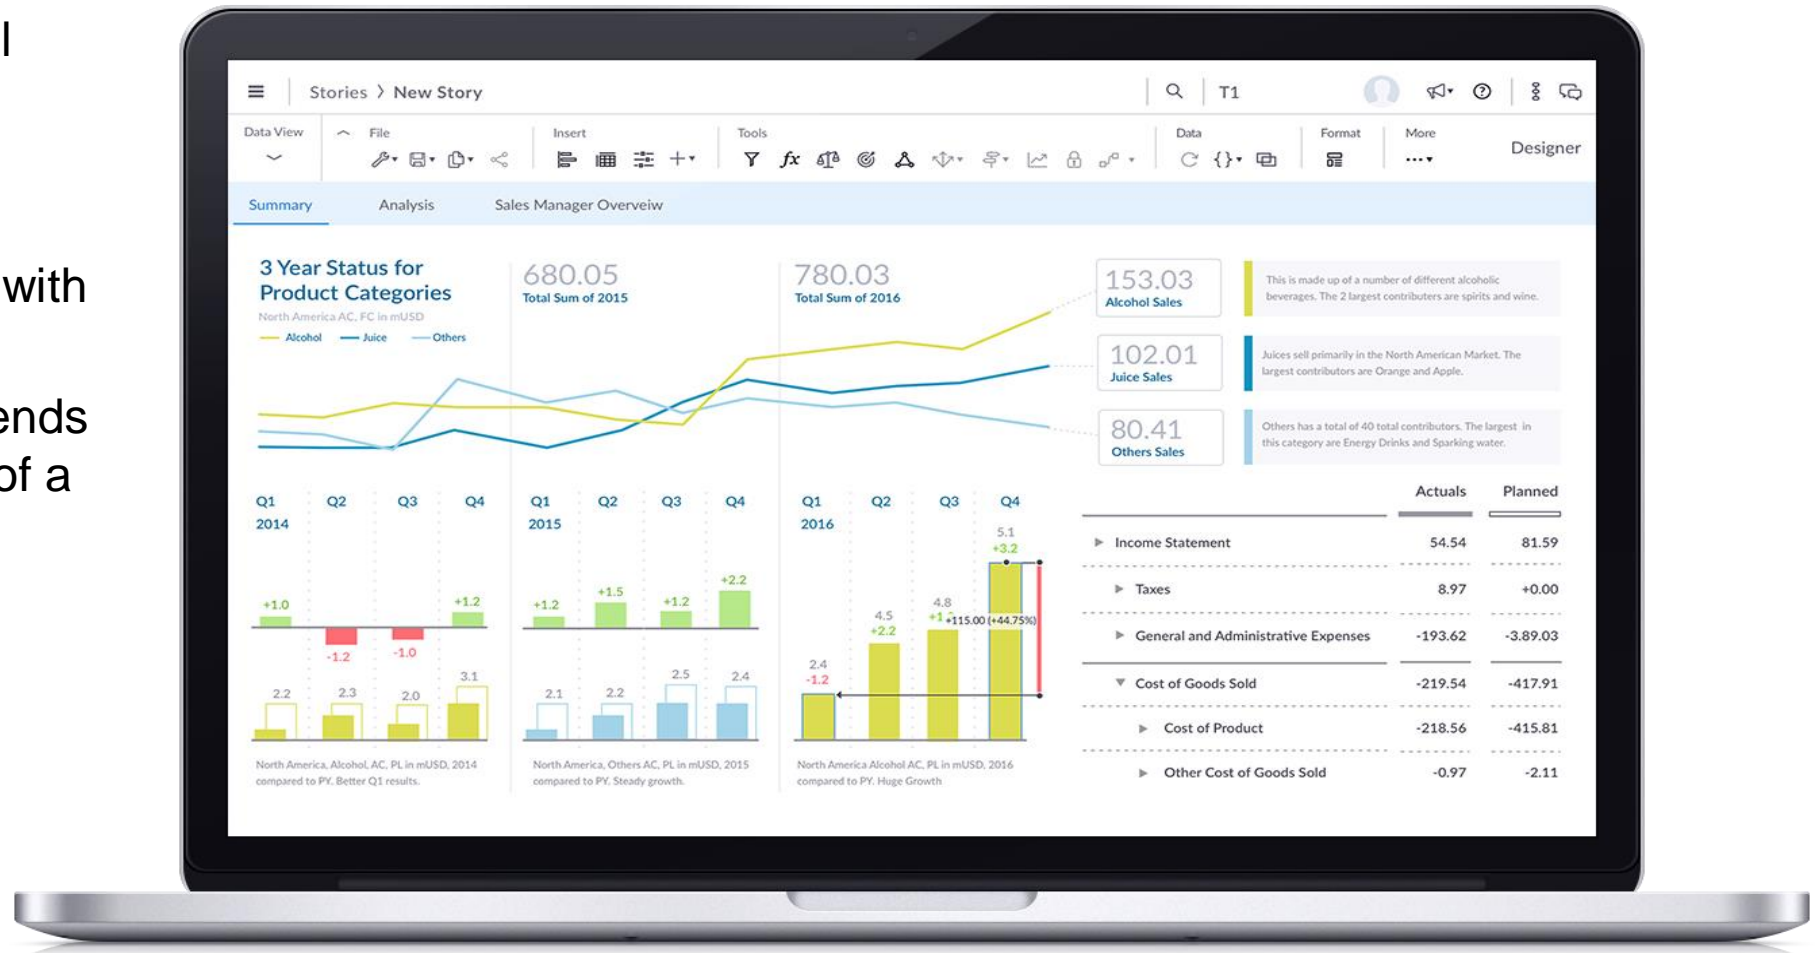 l
with
ends
of a
Stories > New Story
T1
Data View
File
Insert
Tools
Data
Format
More
Designer
fx
{}
Summary
Analysis
Sales Manager Overveiw
3 Year Status for
Product Categories
North America AC, FC in mUSD
Alcohol
Juice
Others
680.05
Total Sum of 2015
780.03
Total Sum of 2016
153.03
Alcohol Sales
This is made up of a number of different alcoholic
beverages. The 2 largest contributors are spirits and wine.
102.01
Juice Sales
Juices sell primarily in the North American Market. The
largest contributors are Orange and Apple.
80.41
Others Sales
Others has a total of 40 total contributors. The largest in
this category are Energy Drinks and Sparking water.
Q1 Q2 Q3 Q4
2014
+1.0 -1.2 -1.0 +1.2
2.2 2.3 2.0 3.1
North America, Alcohol, AC, PL in mUSD, 2014
compared to PY. Better Q1 results.
Q1 Q2 Q3 Q4
2015
+1.2 +1.5 +1.2 +2.2
2.1 2.2 2.5 2.4
North America, Others AC, PL in mUSD, 2015
compared to PY. Steady growth.
Q1 Q2 Q3 Q4
2016
2.4 4.5 4.8 5.1
-1.2 +2.2 +3.2
+115.00 (+44.75%)
North America Alcohol AC, PL in mUSD, 2016
compared to PY. Huge Growth
Actuals Planned
Income Statement 54.54 81.59
Taxes 8.97 +0.00
General and Administrative Expenses -193.62 -3.89.03
Cost of Goods Sold -219.54 -417.91
Cost of Product -218.56 -415.81
Other Cost of Goods Sold -0.97 -2.11